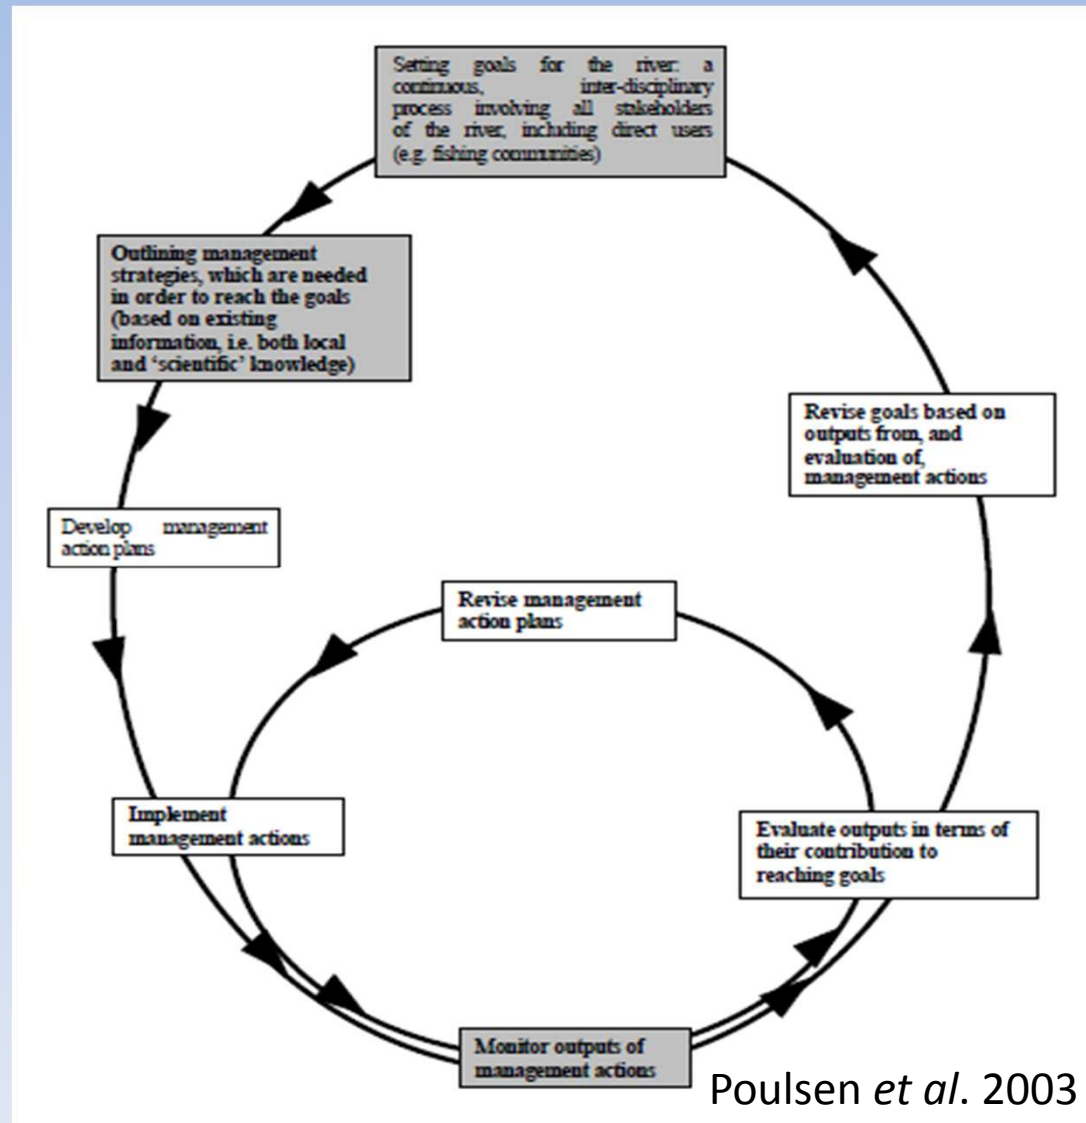 Setting goals for the river: a
continuous, inter-disciplinary
process involving all stakeholders
of the river, including direct users
(e.g. fishing communities)
Outlining management
strategies, which are needed
in order to reach the goals
(based on existing
information, i.e. both local
and ‘scientific’ knowledge)
Revise goals based on
outputs from, and
evaluation of,
management actions
Develop management
action plans
Revise management
action plans
Implement
management actions
Evaluate outputs in terms of
their contribution to
reaching goals
Monitor outputs of
management actions
Poulsen et al. 2003